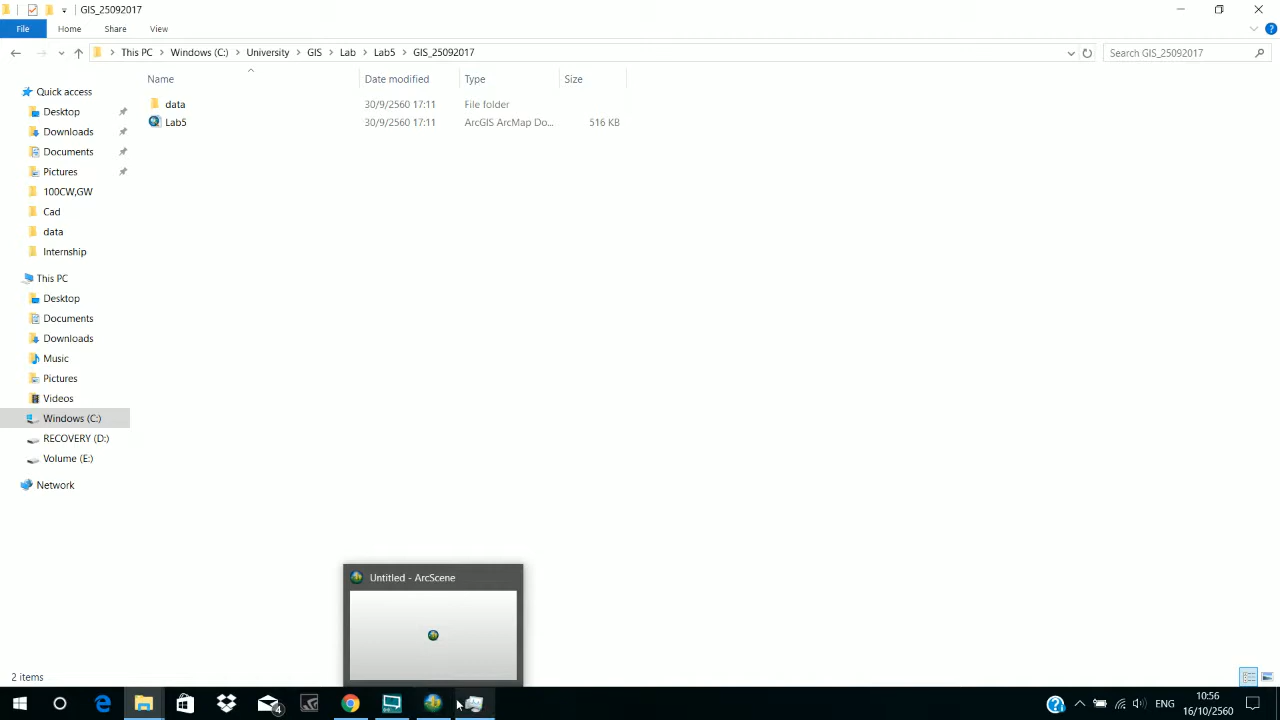 GIS_25092017
File Home Share View
This PC Windows (C:) University GIS Lab Lab5 GIS_25092017
Search GIS_25092017
Name Date modified Type Size
data 30/9/2560 17:11 File folder
Lab5 30/9/2560 17:11 ArcGIS ArcMap Do... 516 KB
Quick access
Desktop
Downloads
Documents
Pictures
100CW,GW
Cad
data
Internship
This PC
Desktop
Documents
Downloads
Music
Pictures
Videos
Windows (C:)
RECOVERY (D:)
Volume (E:)
Network
Untitled - ArcScene
2 items
4
ENG
10:56
16/10/2560